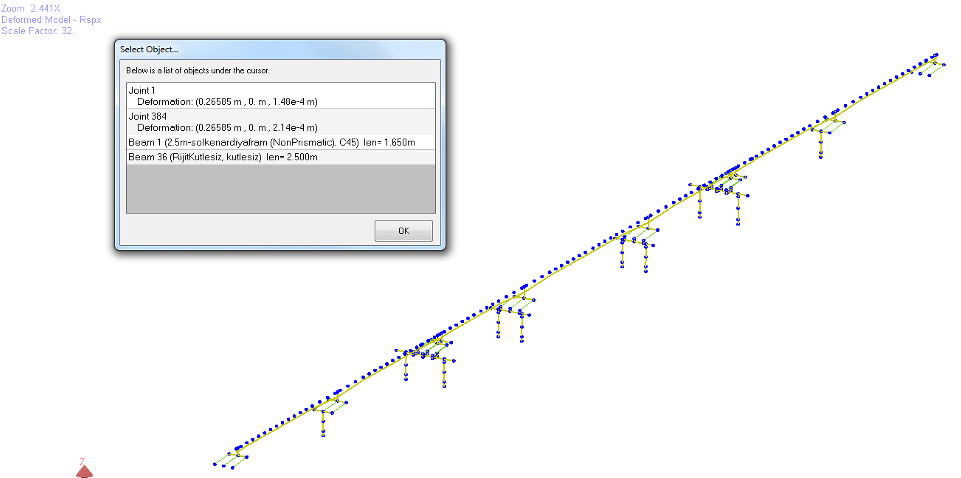 Zoom 2.441X
Deformed Model - Rspx
Scale Factor: 32.
Select Object...
Below is a list of objects under the cursor.
Joint 1
Deformation: (0.26585 m , 0. m , 1.48e-4 m)
Joint 384
Deformation: (0.26585 m , 0. m , 2.14e-4 m)
Beam 1 (2.5m-solkenardiyafram (NonPrismatic), C45) len= 1.650m
Beam 36 (RijitKutlesiz, kutlesiz) len= 2.500m
OK
Z